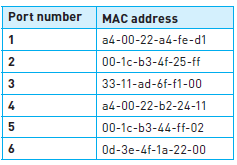 Port number MAC address
1 a4-00-22-a4-fe-d1
2 00-1c-b3-4f-25-ff
3 33-11-ad-6f-f1-00
4 a4-00-22-b2-24-11
5 00-1c-b3-44-ff-02
6 0d-3e-4f-1a-22-00